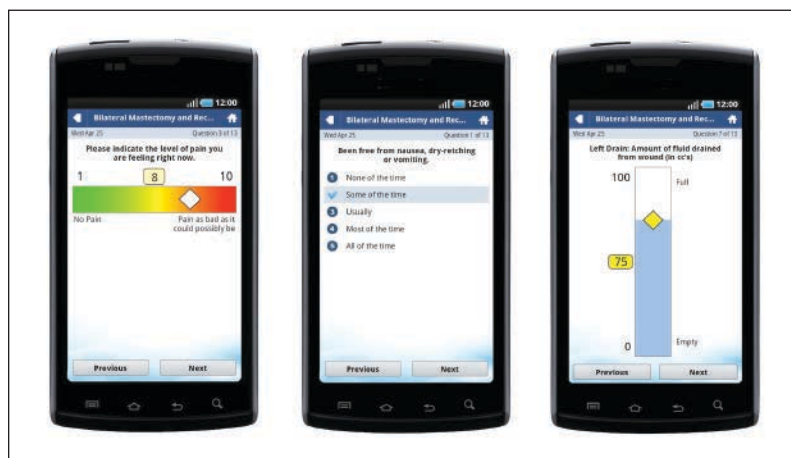 12:00
Bilateral Mastectomy and Rec...
Wed Apr 25 Question 3 of 13
Please indicate the level of pain you
are feeling right now.
1 8 10
No Pain Pain as bad as it
could possibly be
Previous Next
12:00
Bilateral Mastectomy and Rec...
Wed Apr 25 Question 1 of 13
Been free from nausea, dry-retching
or vomiting.
1 None of the time
Some of the time
3 Usually
4 Most of the time
5 All of the time
Previous Next
12:00
Bilateral Mastectomy and Rec...
Wed Apr 25 Question 7 of 13
Left Drain: Amount of fluid drained
from wound (in cc's)
100 Full
75
0 Empty
Previous Next